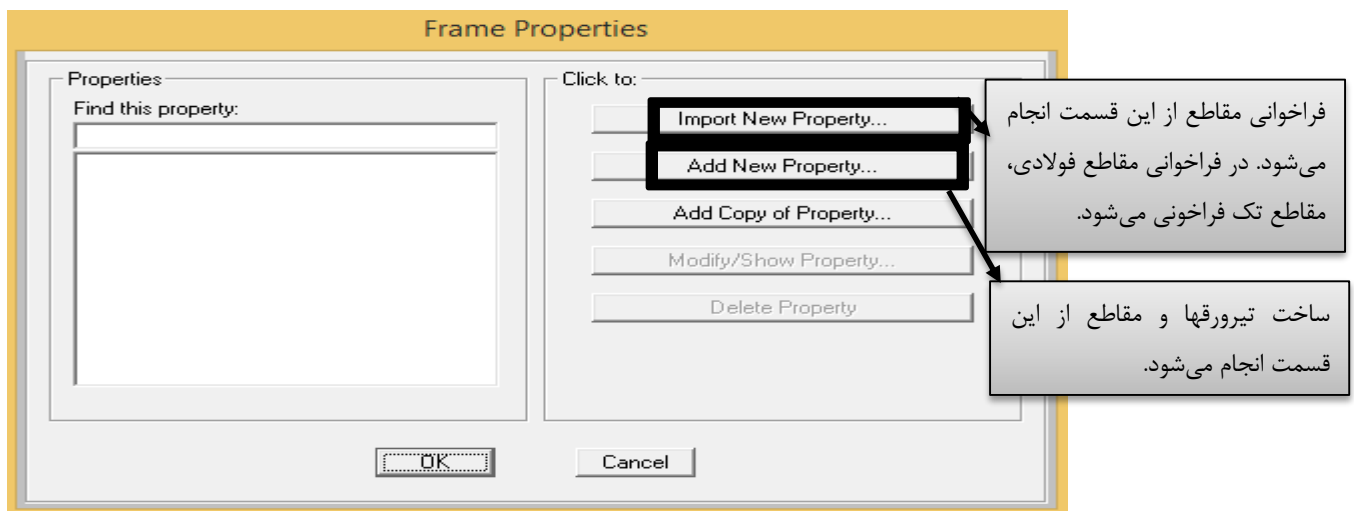 Frame Properties
Properties
Find this property:
Click to:
Import New Property...
Add New Property...
Add Copy of Property...
Modify/Show Property...
Delete Property
OK
Cancel
فراخوانی مقاطع از این قسمت انجام
می‌شود. در فراخوانی مقاطع فولادی،
مقاطع تک فراخونی می‌شود.
ساخت تیرورقها و مقاطع از این
قسمت انجام می‌شود.